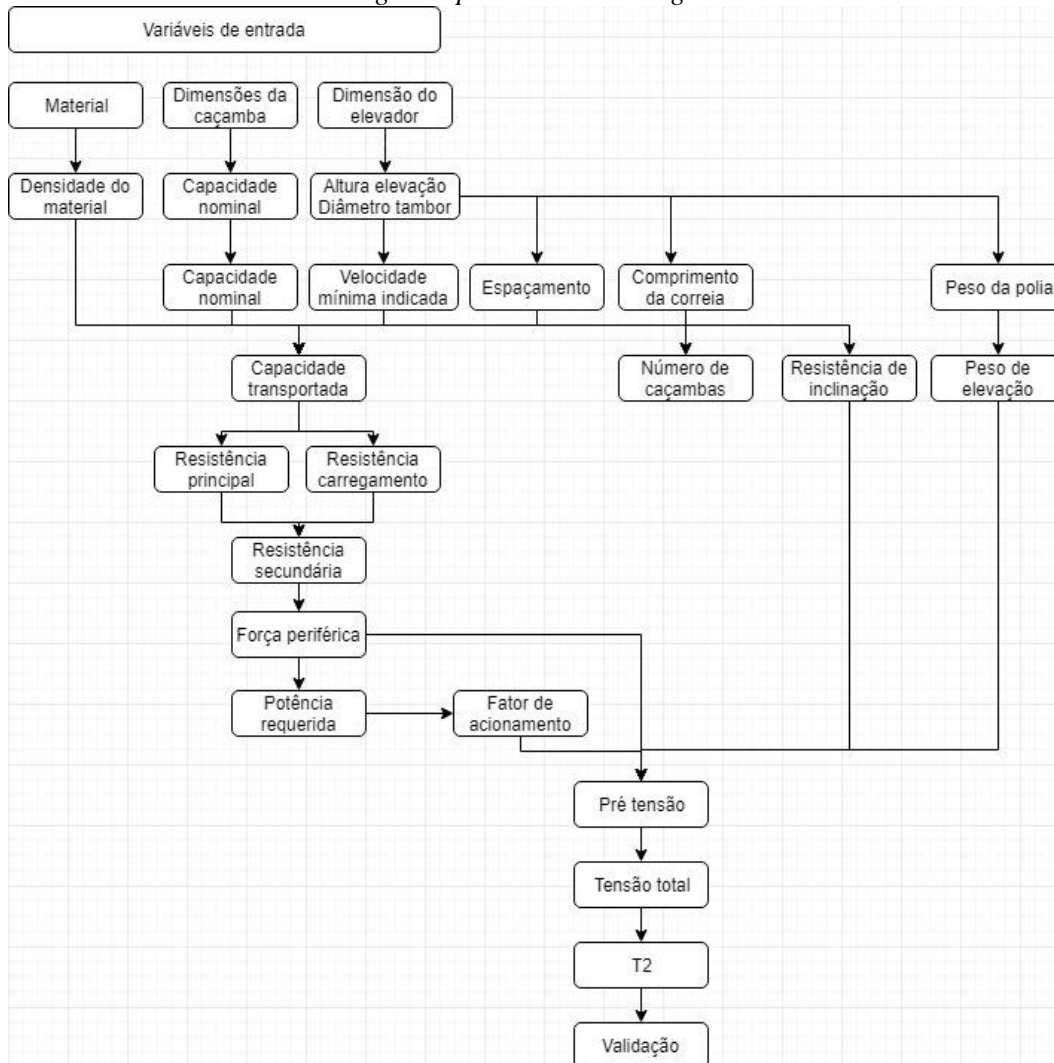 Variáveis de entrada
Material
Dimensões da
caçamba
Dimensão do
elevador
Densidade do
material
Capacidade
nominal
Altura elevação
Diâmetro tambor
Capacidade
nominal
Velocidade
mínima indicada
Espaçamento
Comprimento
da correia
Peso da polia
Capacidade
transportada
Número de
caçambas
Resistência de
inclinação
Peso de
elevação
Resistência
principal
Resistência
carregamento
Resistência
secundária
Força periférica
Potência
requerida
Fator de
acionamento
Pré tensão
Tensão total
T2
Validação